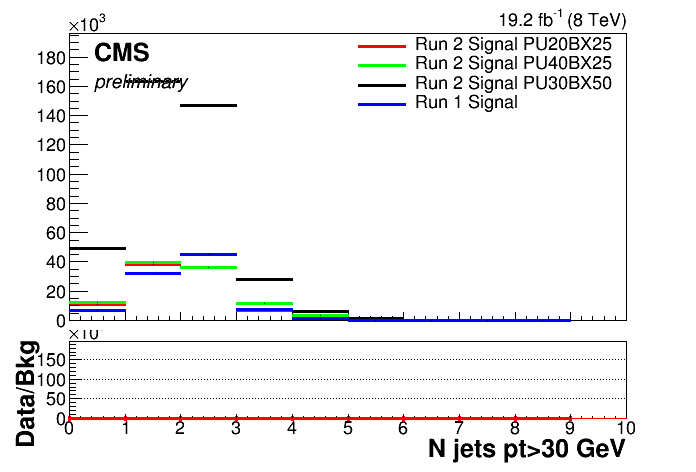 ×10³
19.2 fb⁻¹ (8 TeV)
CMS
preliminary
Run 2 Signal PU20BX25
Run 2 Signal PU40BX25
Run 2 Signal PU30BX50
Run 1 Signal
180
160
140
120
100
80
60
40
20
0
×10
Data/Bkg
150
100
50
0
0 1 2 3 4 5 6 7 8 9 10
N jets pt>30 GeV